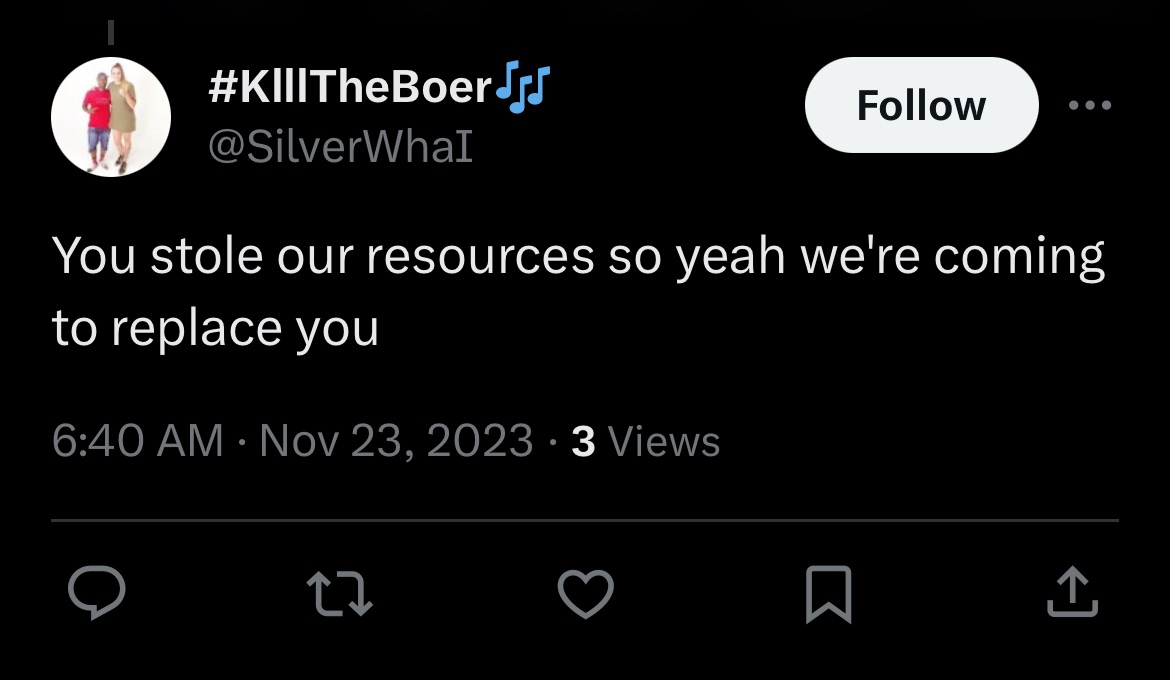 #KlllTheBoer🎶
@SilverWhaI
Follow
You stole our resources so yeah we're coming
to replace you
6:40 AM · Nov 23, 2023 · 3 Views